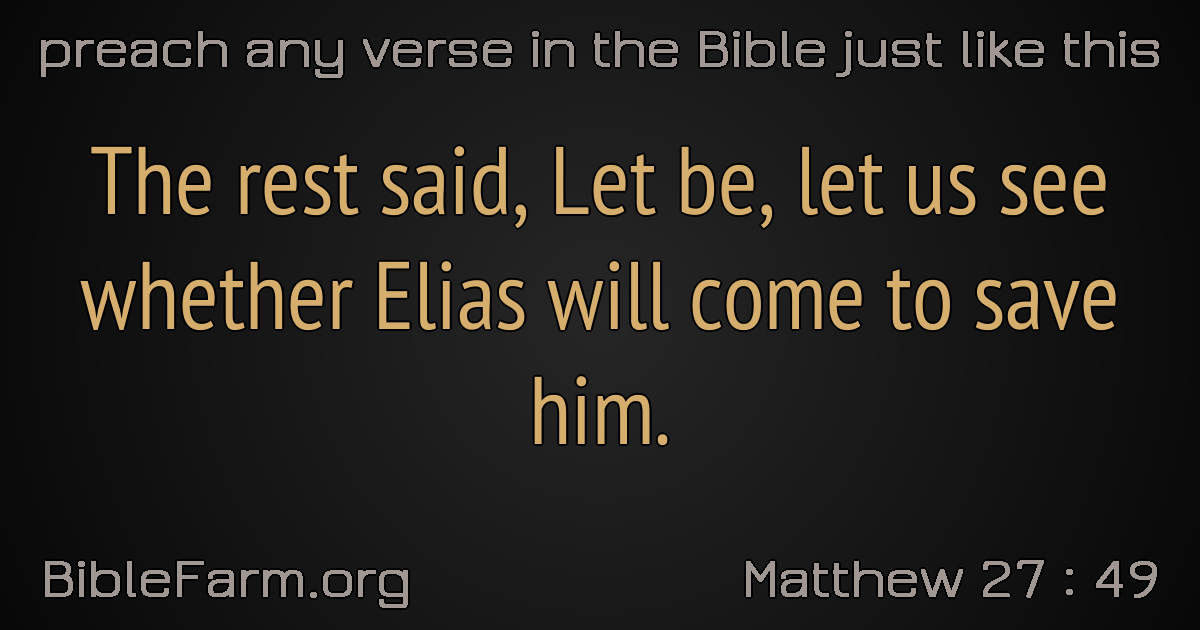 preach any verse in the Bible just like this
The rest said, Let be, let us see
whether Elias will come to save
him.
BibleFarm.org
Matthew 27 : 49